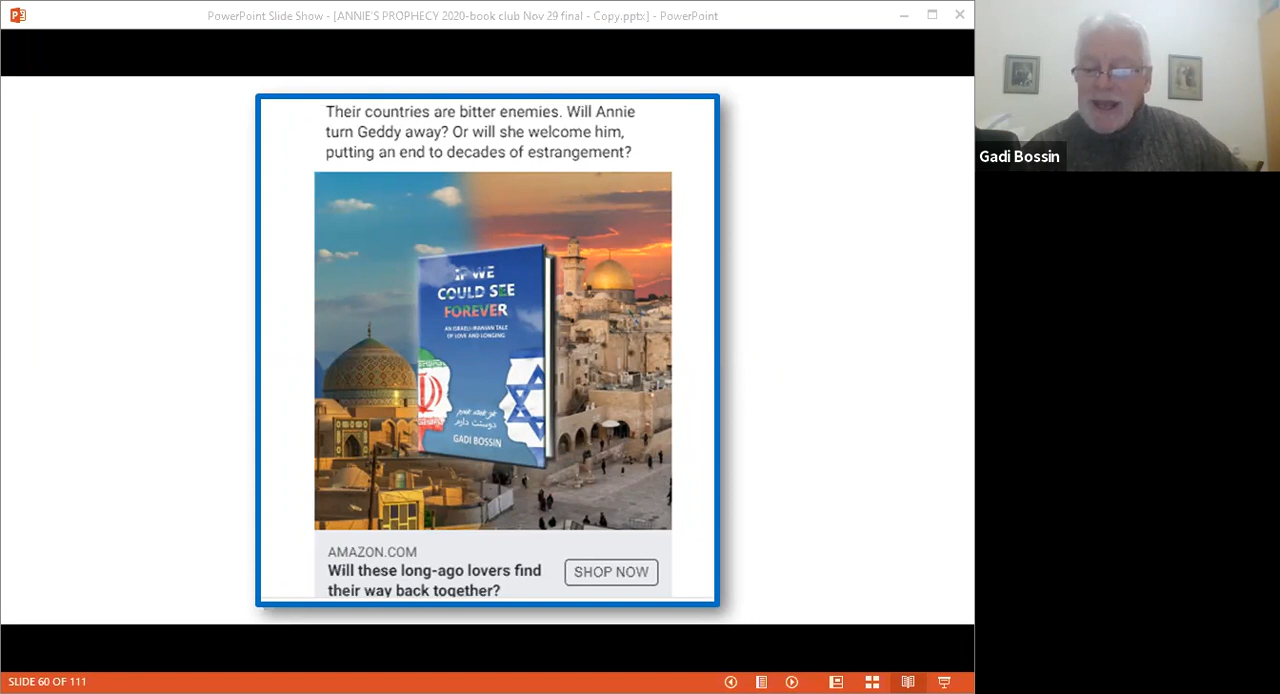 PowerPoint Slide Show - [ANNIE'S PROPHECY 2020-book club Nov 29 final - Copy.pptx] - PowerPoint
Their countries are bitter enemies. Will Annie
turn Geddy away? Or will she welcome him,
putting an end to decades of estrangement?
IF WE
COULD SEE
FOREVER
AN ISRAELI-IRANIAN TALE
OF LOVE AND LONGING
دوستت دارم
GADI BOSSIN
AMAZON.COM
Will these long-ago lovers find
their way back together?
SHOP NOW
Gadi Bossin
SLIDE 60 OF 111